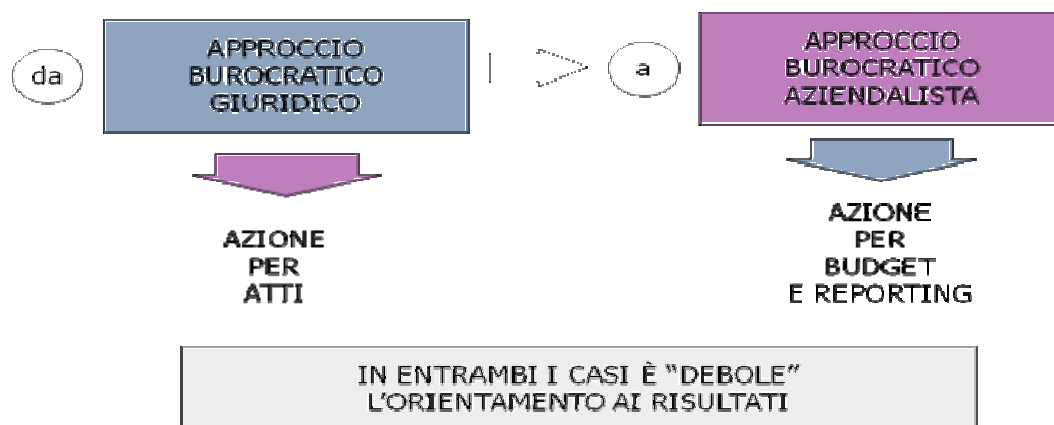 da
APPROCCIO
BUROCRATICO
GIURIDICO
a
APPROCCIO
BUROCRATICO
AZIENDALISTA
AZIONE
PER
ATTI
AZIONE
PER
BUDGET
E REPORTING
IN ENTRAMBI I CASI È “DEBOLE”
L’ORIENTAMENTO AI RISULTATI